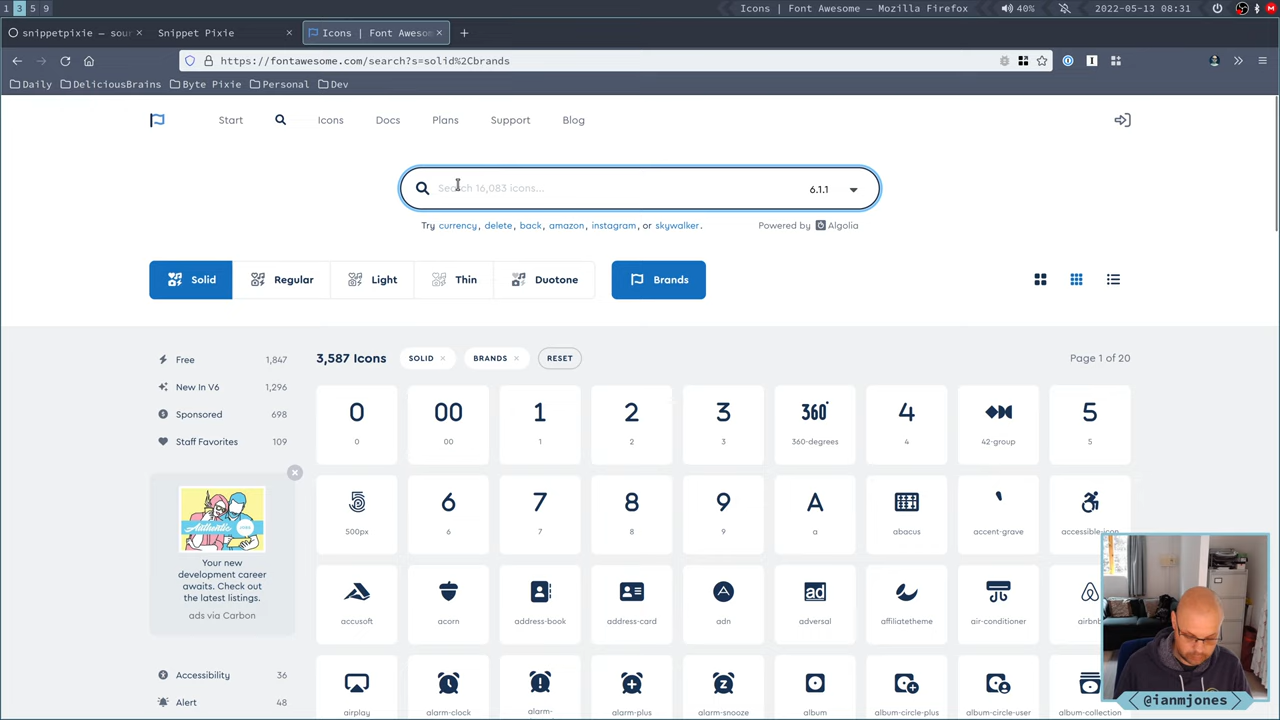 1 3 5 9
Icons | Font Awesome — Mozilla Firefox
40%
2022-05-13 08:31
snippetpixie — sour
Snippet Pixie
Icons | Font Awesom
https://fontawesome.com/search?s=solid%2Cbrands
Daily
DeliciousBrains
Byte Pixie
Personal
Dev
Start
Icons
Docs
Plans
Support
Blog
Search 16,083 icons...
6.1.1
Try currency, delete, back, amazon, instagram, or skywalker.
Powered by Algolia
Solid
Regular
Light
Thin
Duotone
Brands
Free 1,847
New In V6 1,296
Sponsored 698
Staff Favorites 109
3,587 Icons
SOLID
BRANDS
RESET
Page 1 of 20
0 00 1 2 3 360° 4 5
0 00 1 2 3 360-degrees 4 42-group 5
5 6 7 8 9 A
500px 6 7 8 9 a abacus accent-grave accessible-icon
Authentic
Your new
development career
awaits. Check out
the latest listings.
ads via Carbon
ad
accusoft acorn address-book address-card adn adversal affiliatetheme air-conditioner airbnb
Accessibility 36
Alert 48
airplay alarm-clock alarm- alarm-plus alarm-snooze album album-circle-plus album-circle-user album-collection
@ianmjones